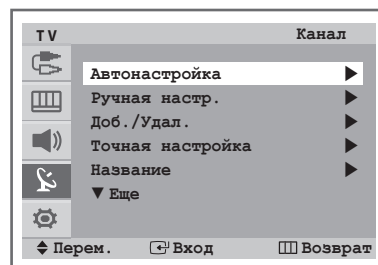 TV Канал
Автонастройка ▶
Ручная настр. ▶
Доб./Удал. ▶
Точная настройка ▶
Название ▶
▼ Еще
Перем. Вход Возврат